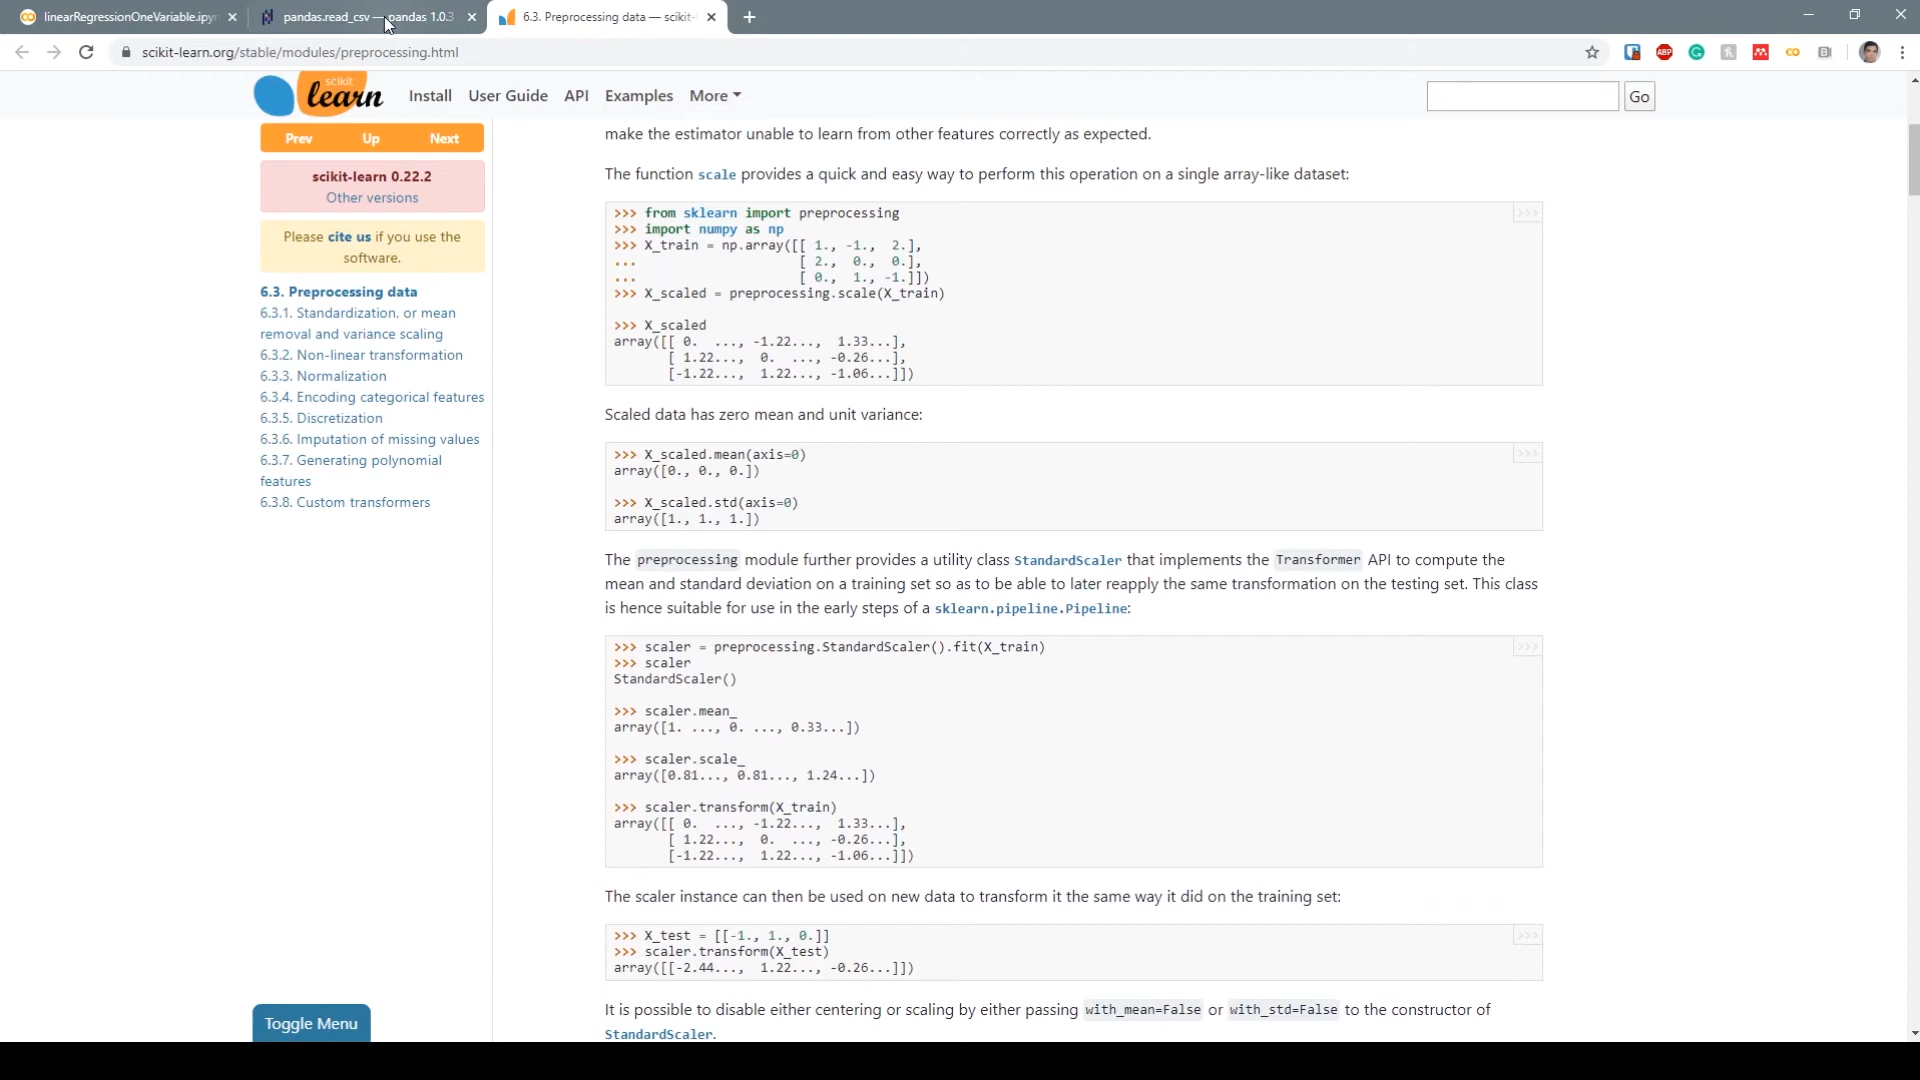 linearRegressionOneVariable.ipyn
pandas.read_csv — pandas 1.0.3
6.3. Preprocessing data — scikit-
scikit-learn.org/stable/modules/preprocessing.html
ABP
scikit
learn
Install
User Guide
API
Examples
More
Go
Prev
Up
Next
scikit-learn 0.22.2
Other versions
Please cite us if you use the
software.
6.3. Preprocessing data
6.3.1. Standardization, or mean
removal and variance scaling
6.3.2. Non-linear transformation
6.3.3. Normalization
6.3.4. Encoding categorical features
6.3.5. Discretization
6.3.6. Imputation of missing values
6.3.7. Generating polynomial
features
6.3.8. Custom transformers
Toggle Menu
make the estimator unable to learn from other features correctly as expected.
The function scale provides a quick and easy way to perform this operation on a single array-like dataset:
>>>
>>> from sklearn import preprocessing
>>> import numpy as np
>>> X_train = np.array([[ 1., -1.,  2.],
...                     [ 2.,  0.,  0.],
...                     [ 0.,  1., -1.]])
>>> X_scaled = preprocessing.scale(X_train)
>>> X_scaled
array([[ 0.  ..., -1.22...,  1.33...],
       [ 1.22...,  0.  ..., -0.26...],
       [-1.22...,  1.22..., -1.06...]])
Scaled data has zero mean and unit variance:
>>>
>>> X_scaled.mean(axis=0)
array([0., 0., 0.])
>>> X_scaled.std(axis=0)
array([1., 1., 1.])
The preprocessing module further provides a utility class StandardScaler that implements the Transformer API to compute the
mean and standard deviation on a training set so as to be able to later reapply the same transformation on the testing set. This class
is hence suitable for use in the early steps of a sklearn.pipeline.Pipeline:
>>>
>>> scaler = preprocessing.StandardScaler().fit(X_train)
>>> scaler
StandardScaler()
>>> scaler.mean_
array([1. ..., 0. ..., 0.33...])
>>> scaler.scale_
array([0.81..., 0.81..., 1.24...])
>>> scaler.transform(X_train)
array([[ 0.  ..., -1.22...,  1.33...],
       [ 1.22...,  0.  ..., -0.26...],
       [-1.22...,  1.22..., -1.06...]])
The scaler instance can then be used on new data to transform it the same way it did on the training set:
>>>
>>> X_test = [[-1., 1., 0.]]
>>> scaler.transform(X_test)
array([[-2.44...,  1.22..., -0.26...]])
It is possible to disable either centering or scaling by either passing with_mean=False or with_std=False to the constructor of
StandardScaler.